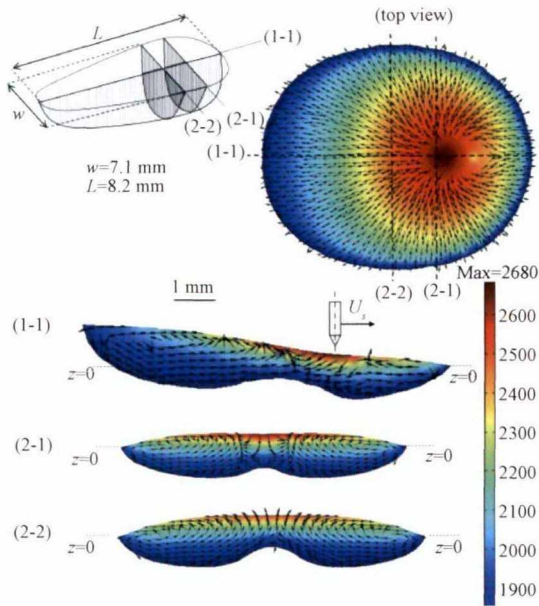 (top view)
L
(1-1)
w
(2-2)
(2-1)
w=7.1 mm
L=8.2 mm
(1-1)
(2-2)
(2-1)
Max=2680
1 mm
U_s
(1-1)
z=0
z=0
(2-1)
z=0
z=0
(2-2)
z=0
z=0
2600
2500
2400
2300
2200
2100
2000
1900